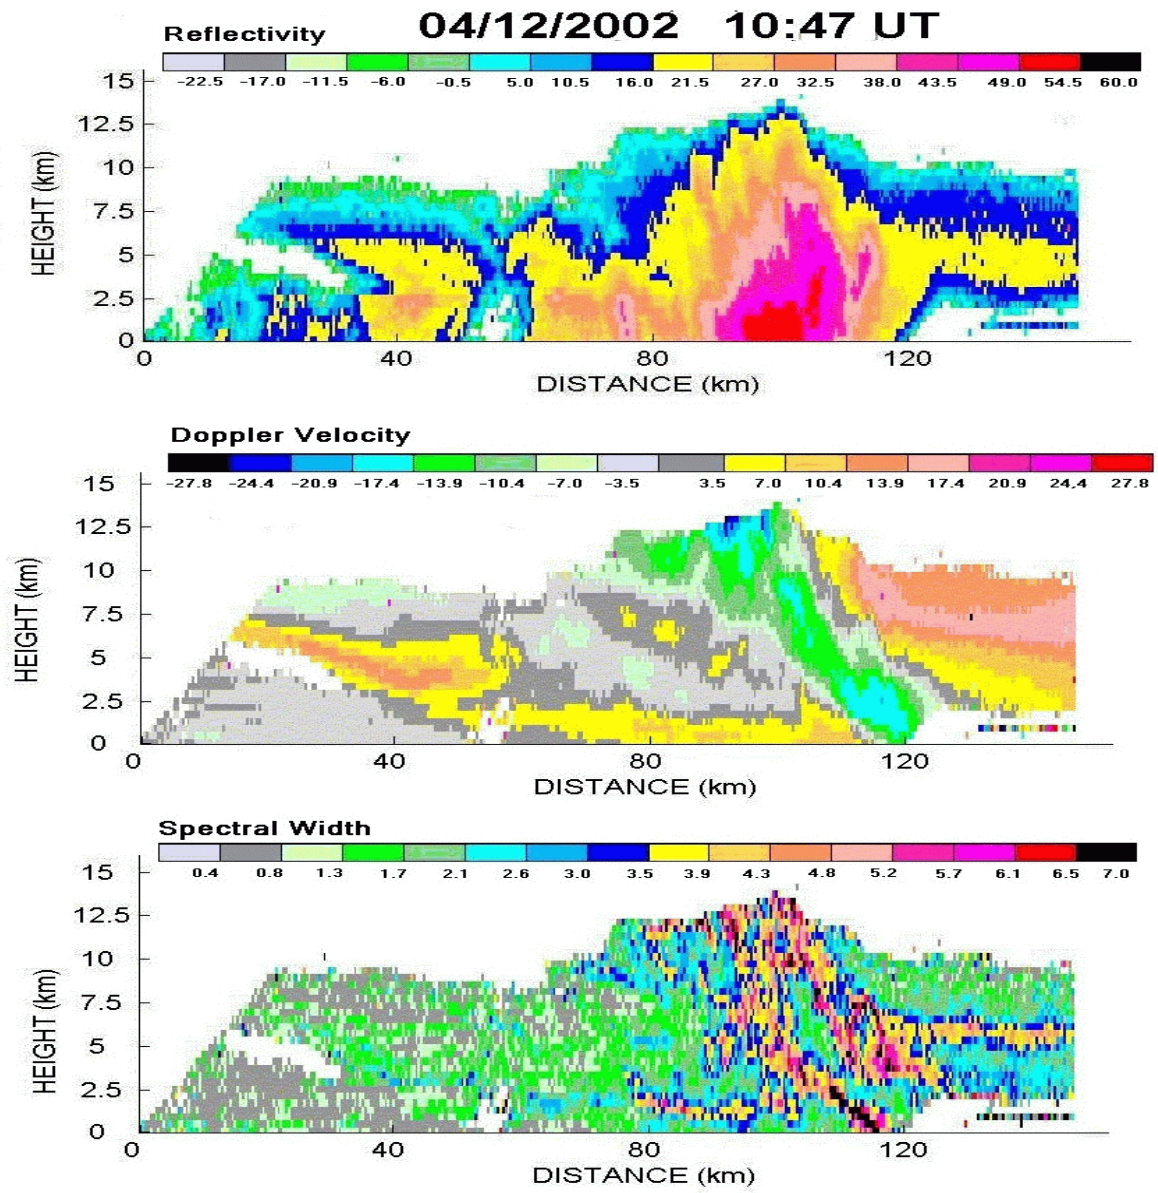 04/12/2002 10:47 UT
Reflectivity
-22.5 -17.0 -11.5 -6.0 -0.5 5.0 10.5 16.0 21.5 27.0 32.5 38.0 43.5 49.0 54.5 60.0
15
12.5
10
7.5
5
2.5
0
HEIGHT (km)
0 40 80 120
DISTANCE (km)
Doppler Velocity
-27.8 -24.4 -20.9 -17.4 -13.9 -10.4 -7.0 -3.5 3.5 7.0 10.4 13.9 17.4 20.9 24,4 27.8
15
12.5
10
7.5
5
2.5
0
HEIGHT (km)
0 40 80 120
DISTANCE (km)
Spectral Width
0.4 0.8 1.3 1.7 2.1 2.6 3.0 3.5 3.9 4.3 4.8 5.2 5.7 6.1 6.5 7.0
15
12.5
10
7.5
5
2.5
0
HEIGHT (km)
0 40 80 120
DISTANCE (km)